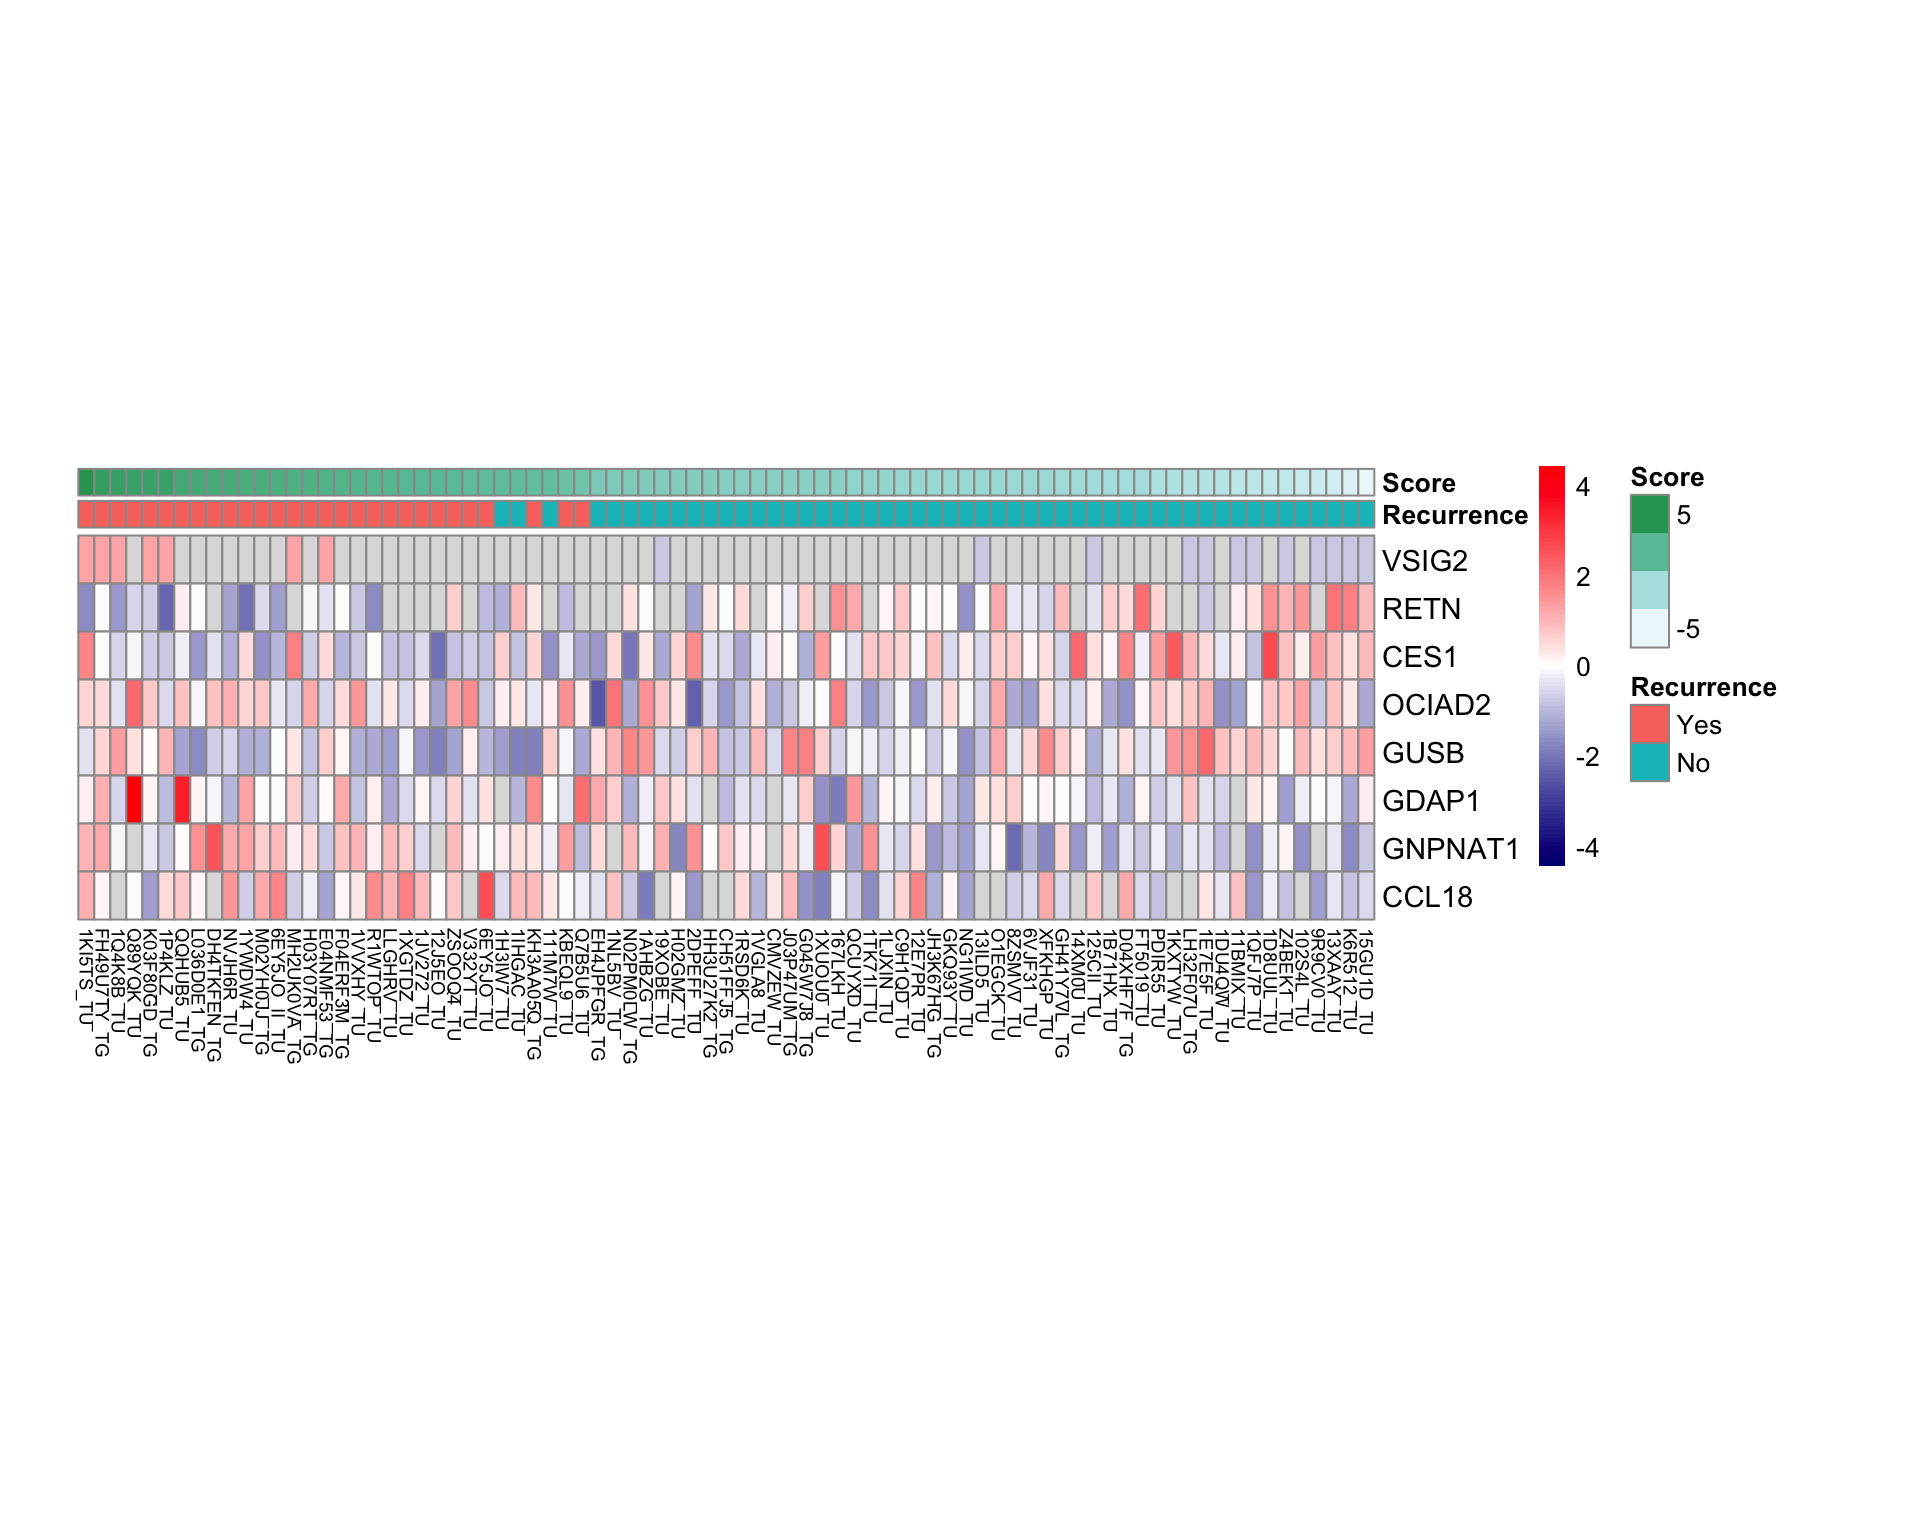 Score
Recurrence
VSIG2
RETN
CES1
OCIAD2
GUSB
GDAP1
GNPNAT1
CCL18
4
2
0
-2
-4
Score
5
-5
Recurrence
Yes
No
1KI5TS_TU
FH49U7TY_TG
1Q4K8B_TU
Q89YQK_TU
K03F80GD_TG
1P4KLZ_TU
QQHUB5_TU
L036D0E1_TG
DH4TKFEN_TG
NVJH6R_TU
1YWDW4_TU
M02YH0JJ_TG
6EY5JO_II_TU
MH2UK0VA_TG
H03Y07RT_TG
E04NMF53_TG
F04ERF3M_TG
1VVXHY_TU
R1WTOP_TU
LLGHRV_TU
1XGTDZ_TU
1JV272_TU
12J5EO_TU
ZSOQQ4_TU
V332YT_TU
6EY5JO_TU
1H3IW7_TU
1IHGAC_TU
KH3AA05Q_TG
111M7W_TU
KBEQL9_TU
Q7B5U6_TU
EH4JPFGR_TG
1NL5BV_TU
N02PM0LW_TG
1AHBZG_TU
19XOBE_TU
H02GMZ_TU
2DPEFF_TU
HH3U27K2_TG
CH51FFJ5_TG
1RSD6K_TU
1VGLA8_TU
CMVZEW_TU
J03P47UM_TG
G045W7J8_TG
1XUOU0_TU
167LKH_TU
QCUYXD_TU
1TK71I_TU
1LJXIN_TU
C9H1QD_TU
12E7PR_TU
JH3K67HG_TG
GKQ93Y_TU
NG1IWD_TU
13ILD5_TU
O1EGCK_TU
8ZSMVV_TU
6VJF31_TU
XFKHGP_TU
GH41Y7VL_TG
14XM0U_TU
125CII_TU
1B71HX_TU
D04XHF7F_TG
FT5019_TU
PDIR55_TU
1KXTYW_TU
LH32F07U_TG
1E7E5F_TU
1DU4QW_TU
11BMIX_TU
1QFJ7P_TU
1D8UUL_TU
Z4BEK1_TU
102S4L_TU
9R9CV0_TU
13XAAY_TU
K6R512_TU
15GU1D_TU